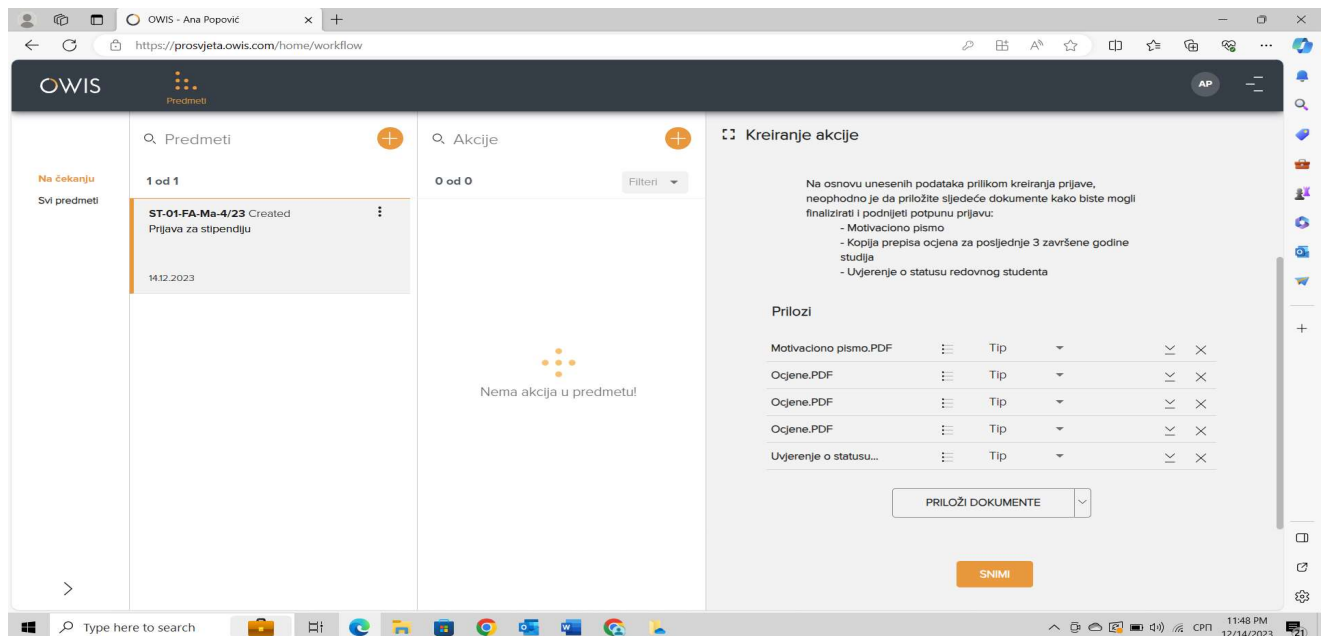 OWIS - Ana Popović
https://prosvjeta.owis.com/home/workflow
OWIS
Predmeti
AP
Na čekanju
Svi predmeti
Predmeti
1 od 1
ST-01-FA-Ma-4/23 Created
Prijava za stipendiju
14.12.2023
Akcije
0 od 0
Filteri
Nema akcija u predmetu!
Kreiranje akcije
Na osnovu unesenih podataka prilikom kreiranja prijave,
neophodno je da priložite sljedeće dokumente kako biste mogli
finalizirati i podnijeti potpunu prijavu:
- Motivaciono pismo
- Kopija prepisa ocjena za posljednje 3 završene godine
studija
- Uvjerenje o statusu redovnog studenta
Prilozi
Motivaciono pismo.PDF Tip
Ocjene.PDF Tip
Ocjene.PDF Tip
Ocjene.PDF Tip
Uvjerenje o statusu... Tip
PRILOŽI DOKUMENTE
SNIMI
Type here to search
СРП
11:48 PM
12/14/2023
21